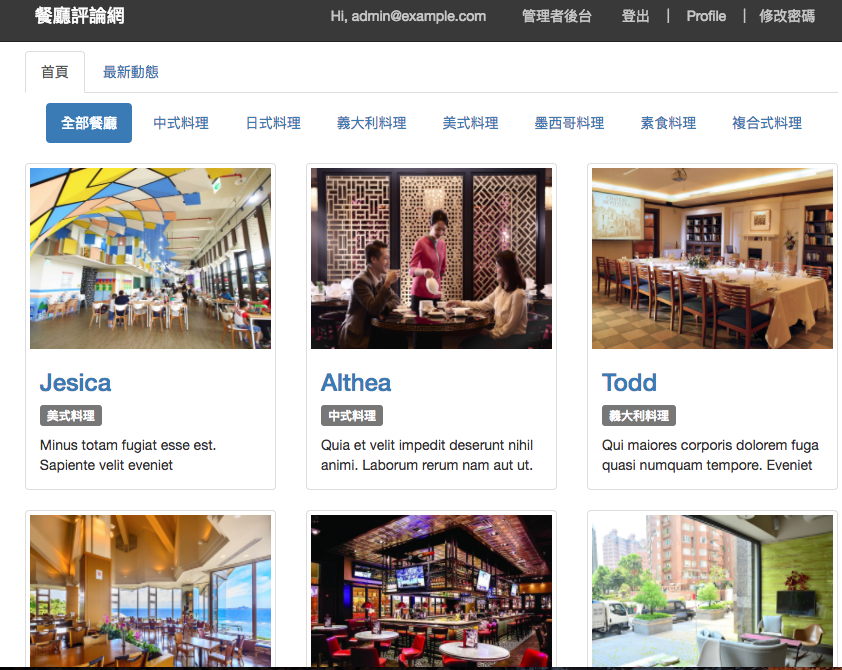 餐廳評論網
Hi, admin@example.com 管理者後台 登出 | Profile | 修改密碼
首頁 最新動態
全部餐廳 中式料理 日式料理 義大利料理 美式料理 墨西哥料理 素食料理 複合式料理
Jesica
美式料理
Minus totam fugiat esse est.
Sapiente velit eveniet
Althea
中式料理
Quia et velit impedit deserunt nihil
animi. Laborum rerum nam aut ut.
Todd
義大利料理
Qui maiores corporis dolorem fuga
quasi numquam tempore. Eveniet